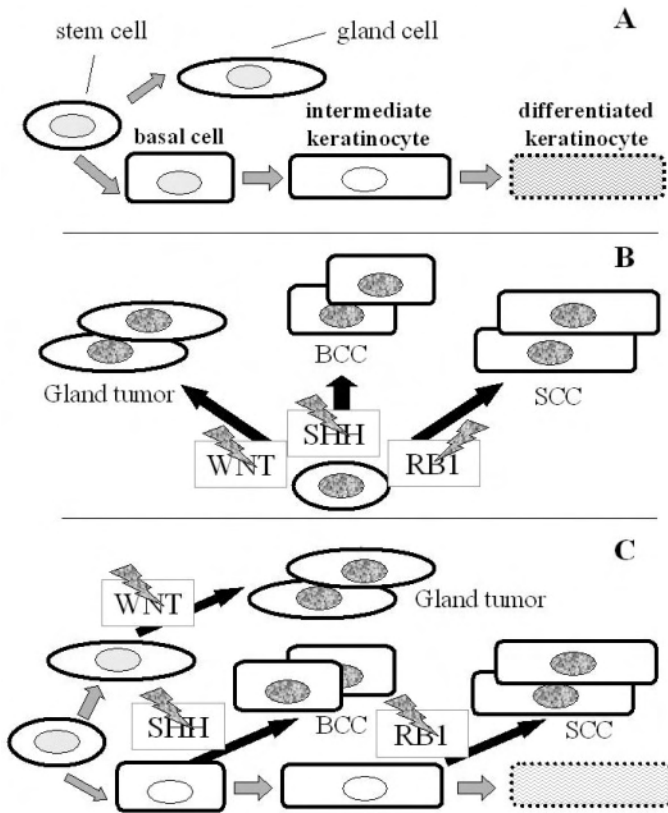 A
stem cell
gland cell
basal cell
intermediate
keratinocyte
differentiated
keratinocyte
B
Gland tumor
BCC
SCC
WNT
SHH
RB1
C
WNT
Gland tumor
SHH
BCC
RB1
SCC